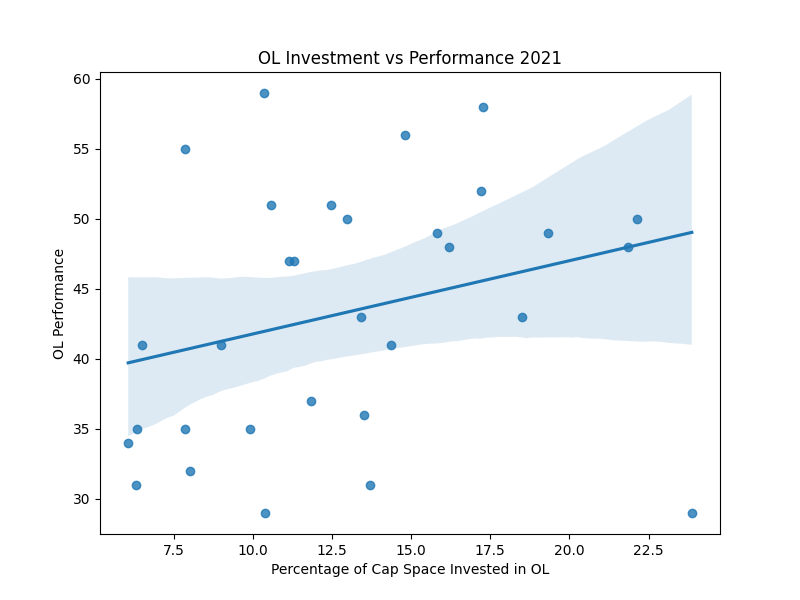 OL Investment vs Performance 2021
60
55
50
45
40
35
30
OL Performance
7.5 10.0 12.5 15.0 17.5 20.0 22.5
Percentage of Cap Space Invested in OL